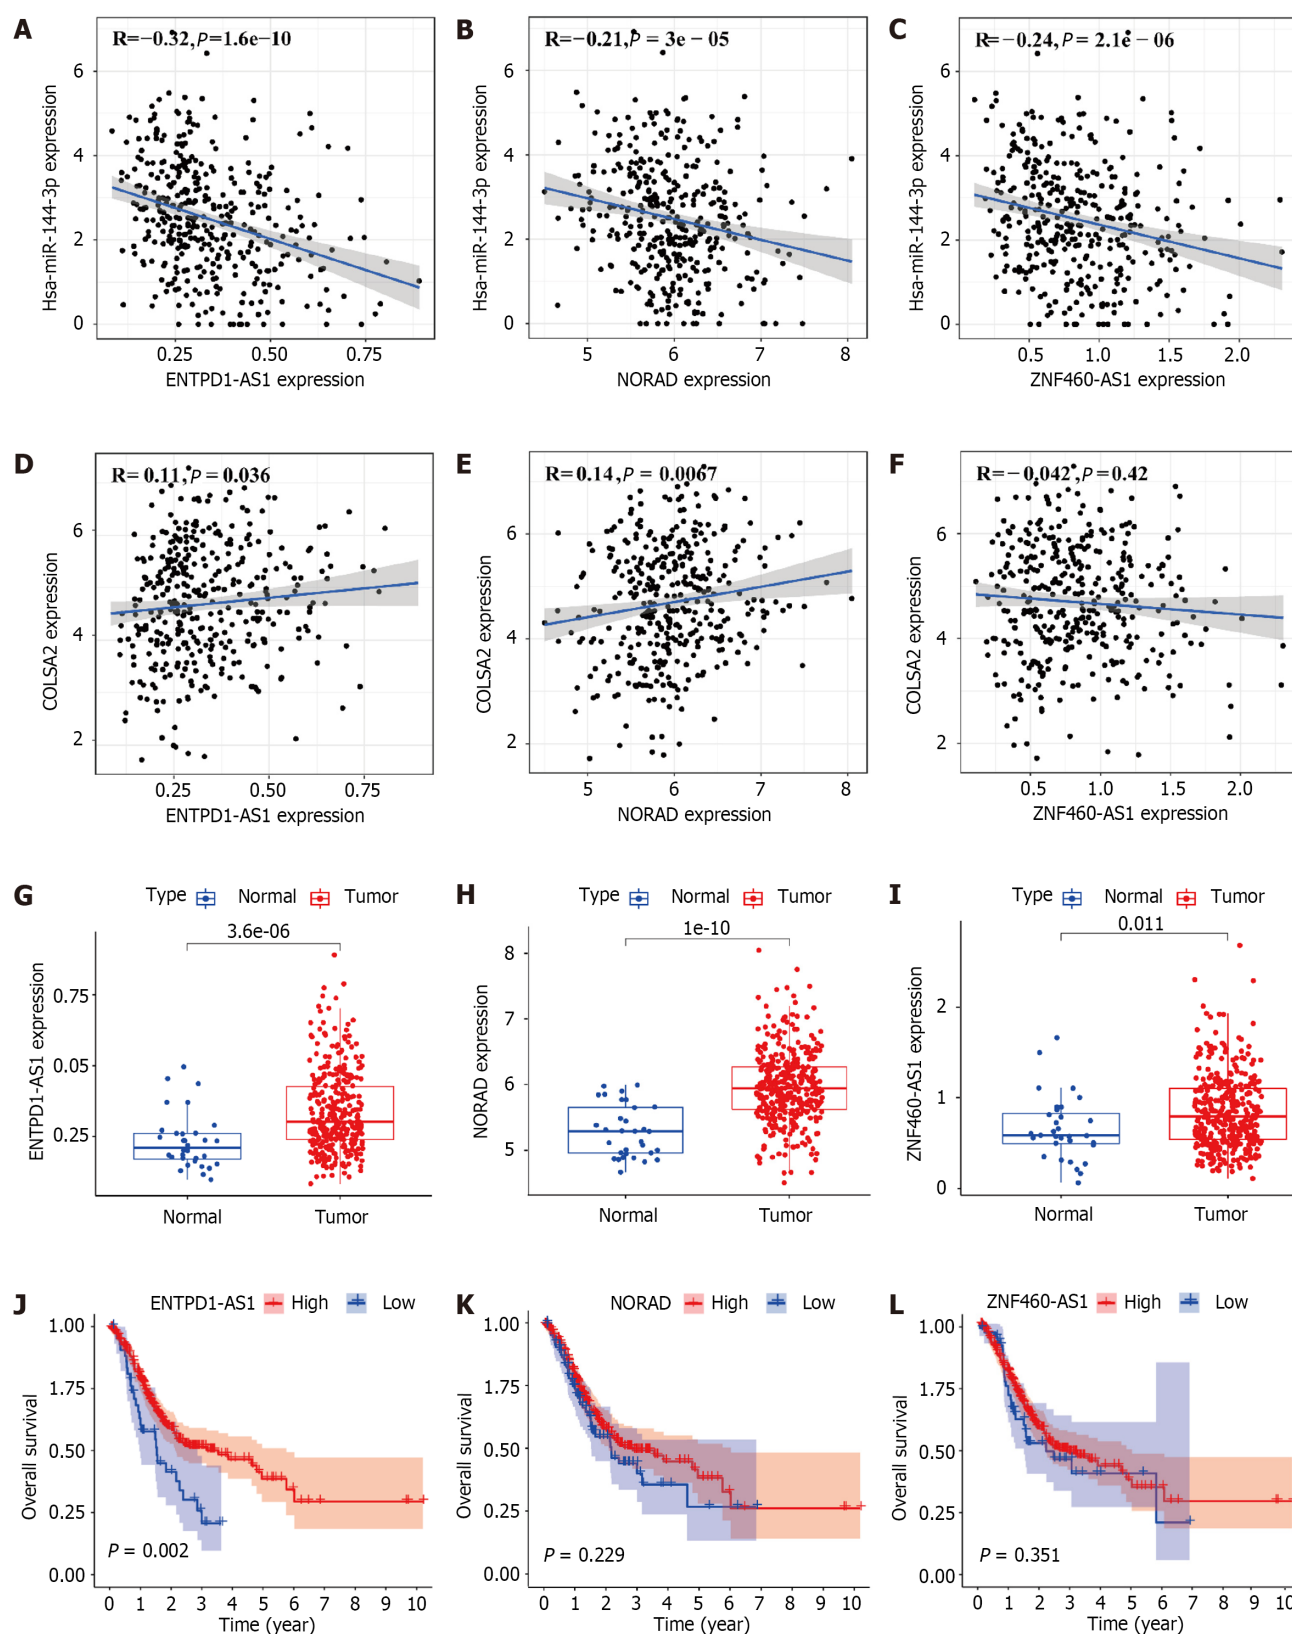 A
R=−0.32, P=1.6e−10
Hsa-miR-144-3p expression
6
4
2
0
0.25 0.50 0.75
ENTPD1-AS1 expression
B
R=−0.21, P = 3e − 05
Hsa-miR-144-3p expression
6
4
2
0
5 6 7 8
NORAD expression
C
R=−0.24, P = 2.1e − 06
Hsa-miR-144-3p expression
6
4
2
0
0.5 1.0 1.5 2.0
ZNF460-AS1 expression
D
R= 0.11, P = 0.036
COLSA2 expression
6
4
2
0.25 0.50 0.75
ENTPD1-AS1 expression
E
R=0.14, P = 0.0067
COLSA2 expression
6
4
2
5 6 7 8
NORAD expression
F
R=−0.042, P=0.42
COLSA2 expression
6
4
2
0.5 1.0 1.5 2.0
ZNF460-AS1 expression
G
Type Normal Tumor
3.6e-06
ENTPD1-AS1 expression
0.75
0.05
0.25
Normal Tumor
H
Type Normal Tumor
1e-10
NORAD expression
8
7
6
5
Normal Tumor
I
Type Normal Tumor
0.011
ZNF460-AS1 expression
2
1
0
Normal Tumor
J
ENTPD1-AS1 High Low
Overall survival
1.00
1.75
0.50
0.25
0.00
P = 0.002
0 1 2 3 4 5 6 7 8 9 10
Time (year)
K
NORAD High Low
Overall survival
1.00
1.75
0.50
0.25
0.00
P = 0.229
0 1 2 3 4 5 6 7 8 9 10
Time (year)
L
ZNF460-AS1 High Low
Overall survival
1.00
1.75
0.50
0.25
0.00
P = 0.351
0 1 2 3 4 5 6 7 8 9 10
Time (year)